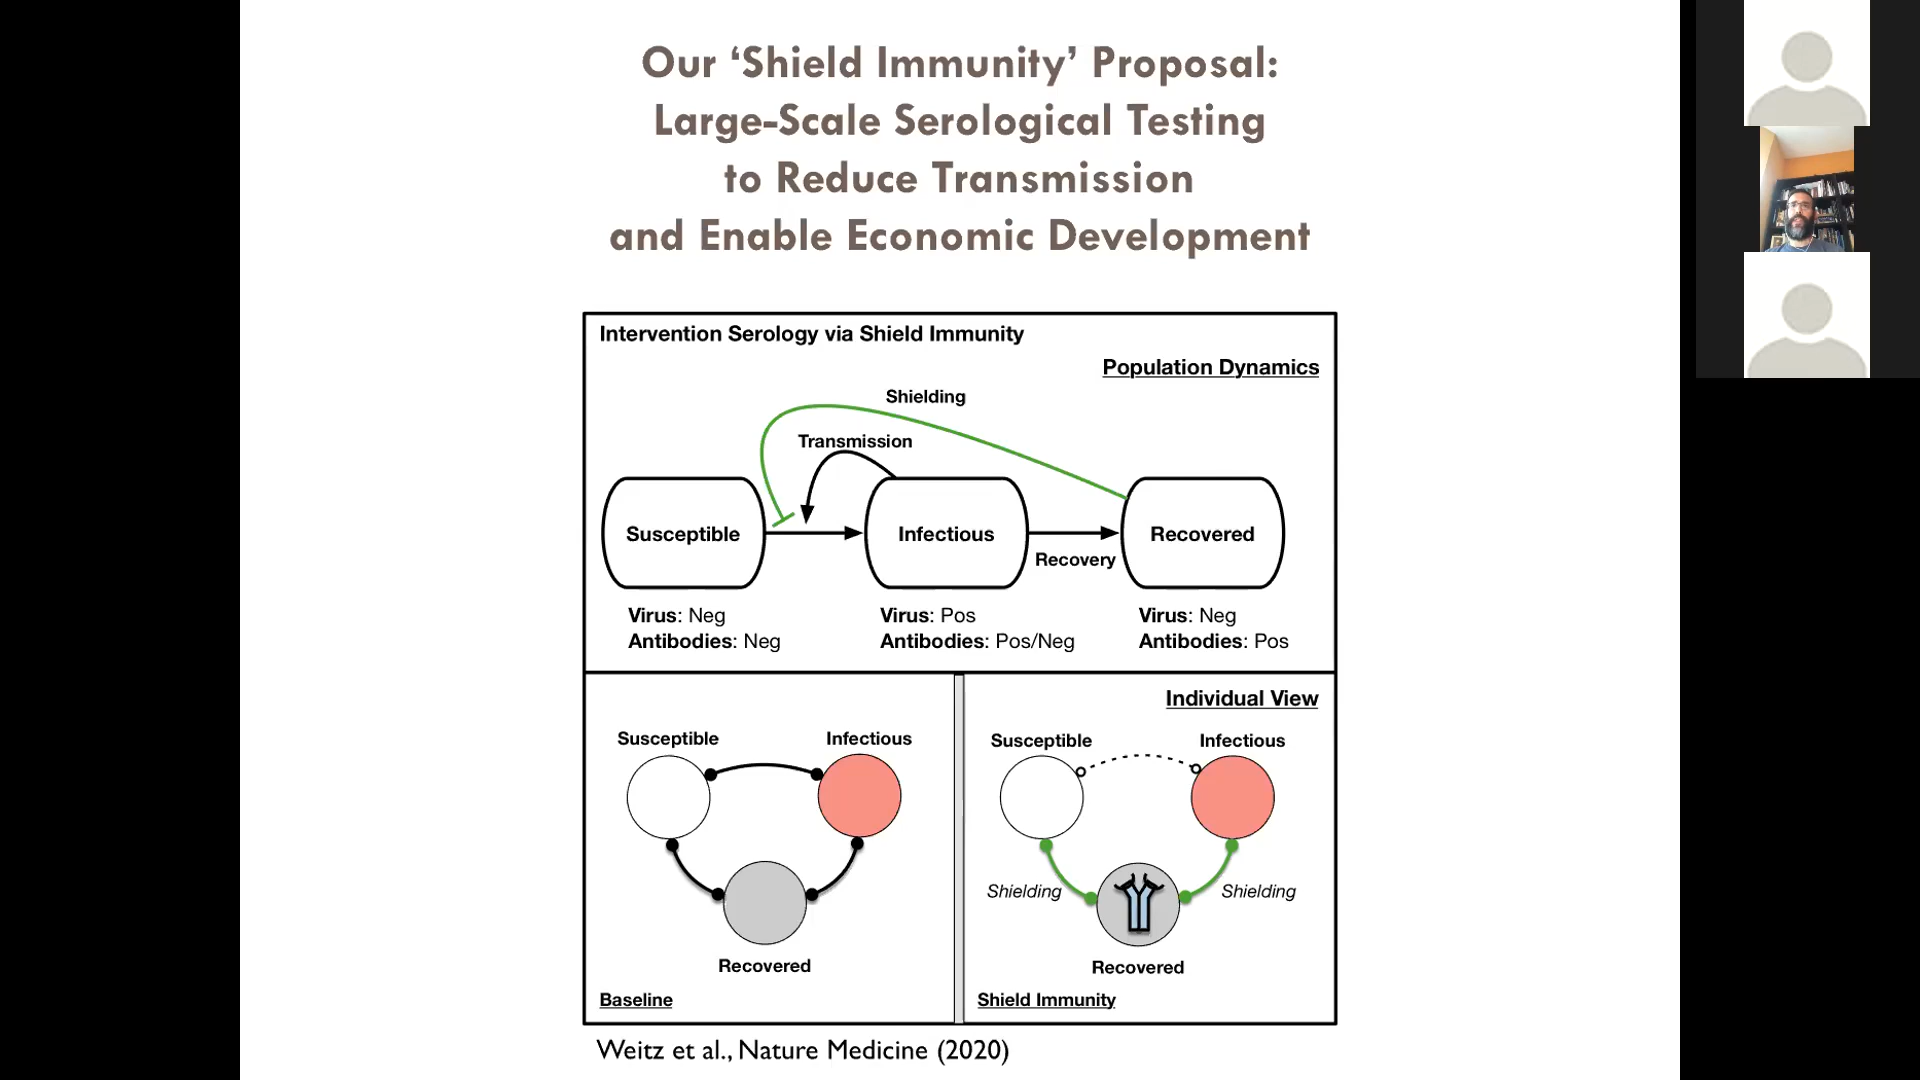 Our ‘Shield Immunity’ Proposal:
Large-Scale Serological Testing
to Reduce Transmission
and Enable Economic Development
Intervention Serology via Shield Immunity
Population Dynamics
Shielding
Transmission
Susceptible
Infectious
Recovered
Recovery
Virus: Neg
Antibodies: Neg
Virus: Pos
Antibodies: Pos/Neg
Virus: Neg
Antibodies: Pos
Susceptible
Infectious
Recovered
Baseline
Individual View
Susceptible
Infectious
Shielding
Shielding
Recovered
Shield Immunity
Weitz et al., Nature Medicine (2020)